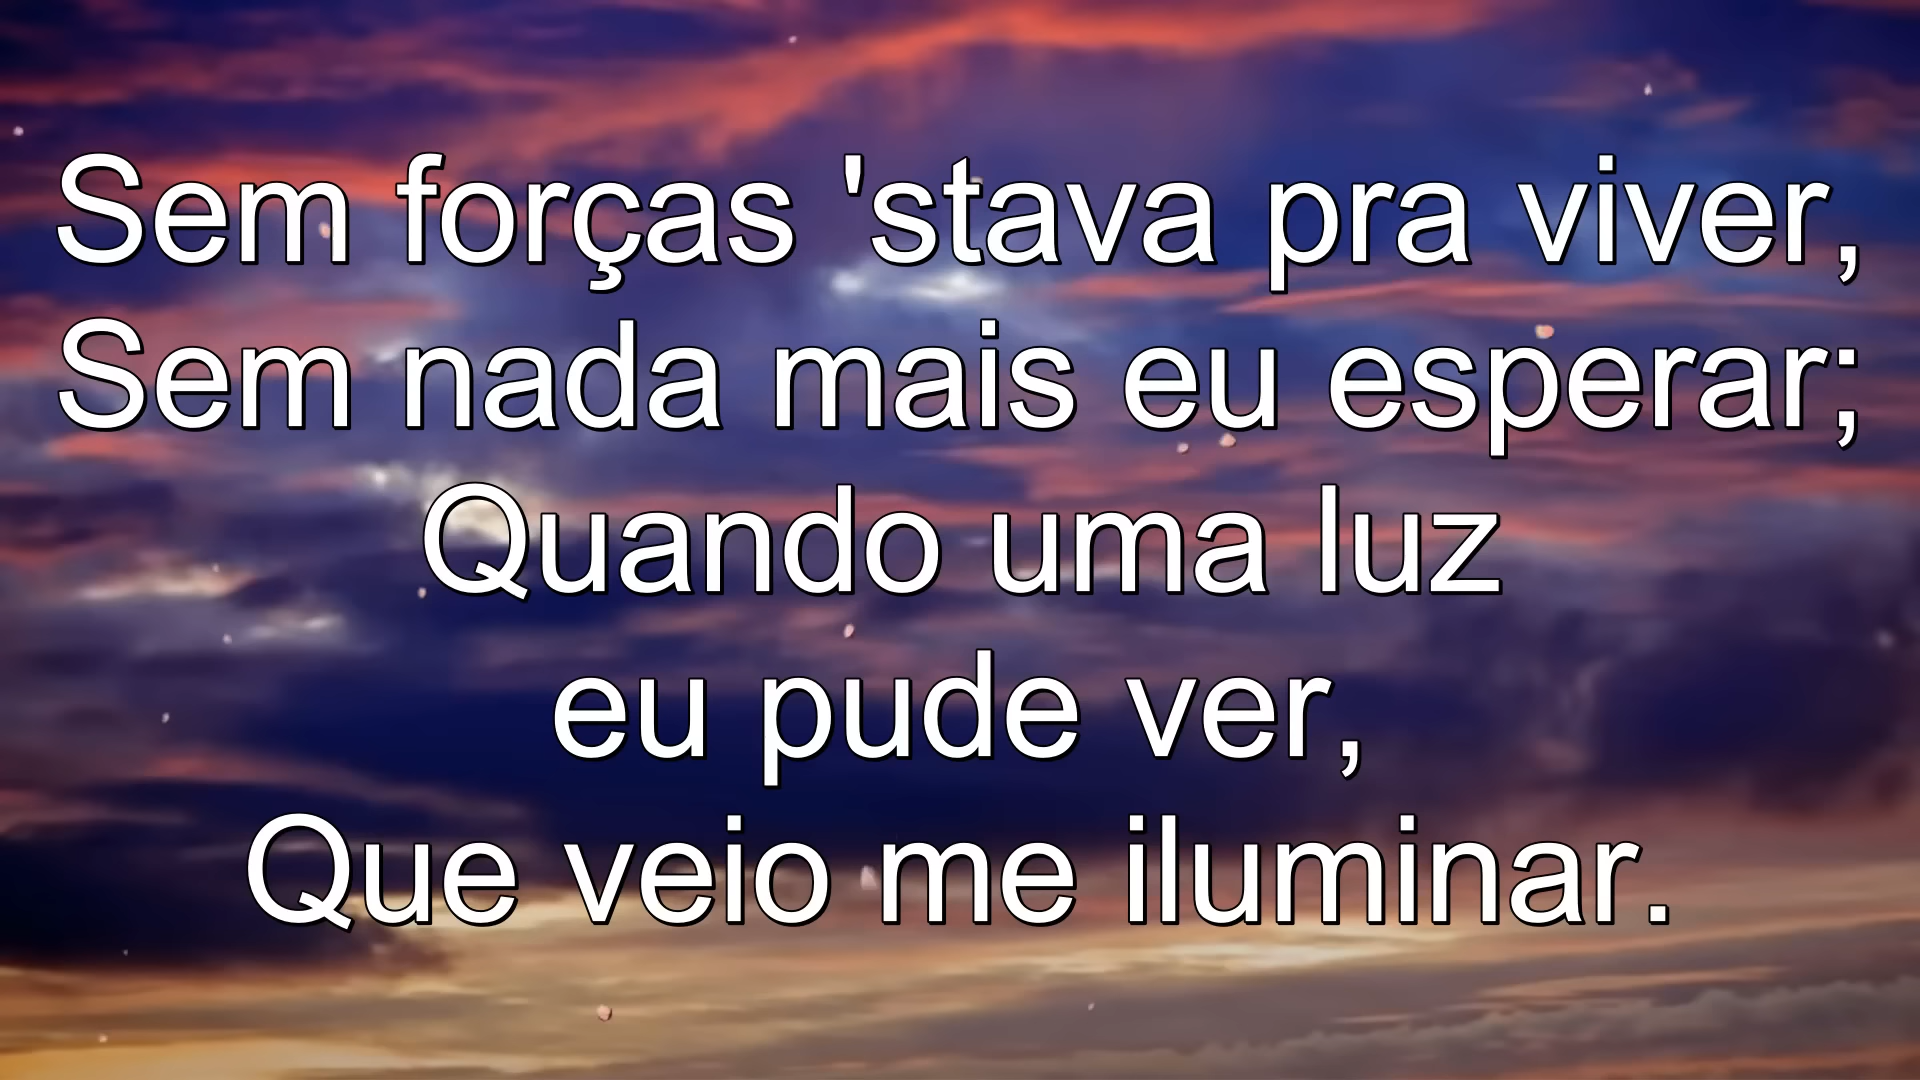 Sem forças 'stava pra viver,
Sem nada mais eu esperar;
Quando uma luz
eu pude ver,
Que veio me iluminar.